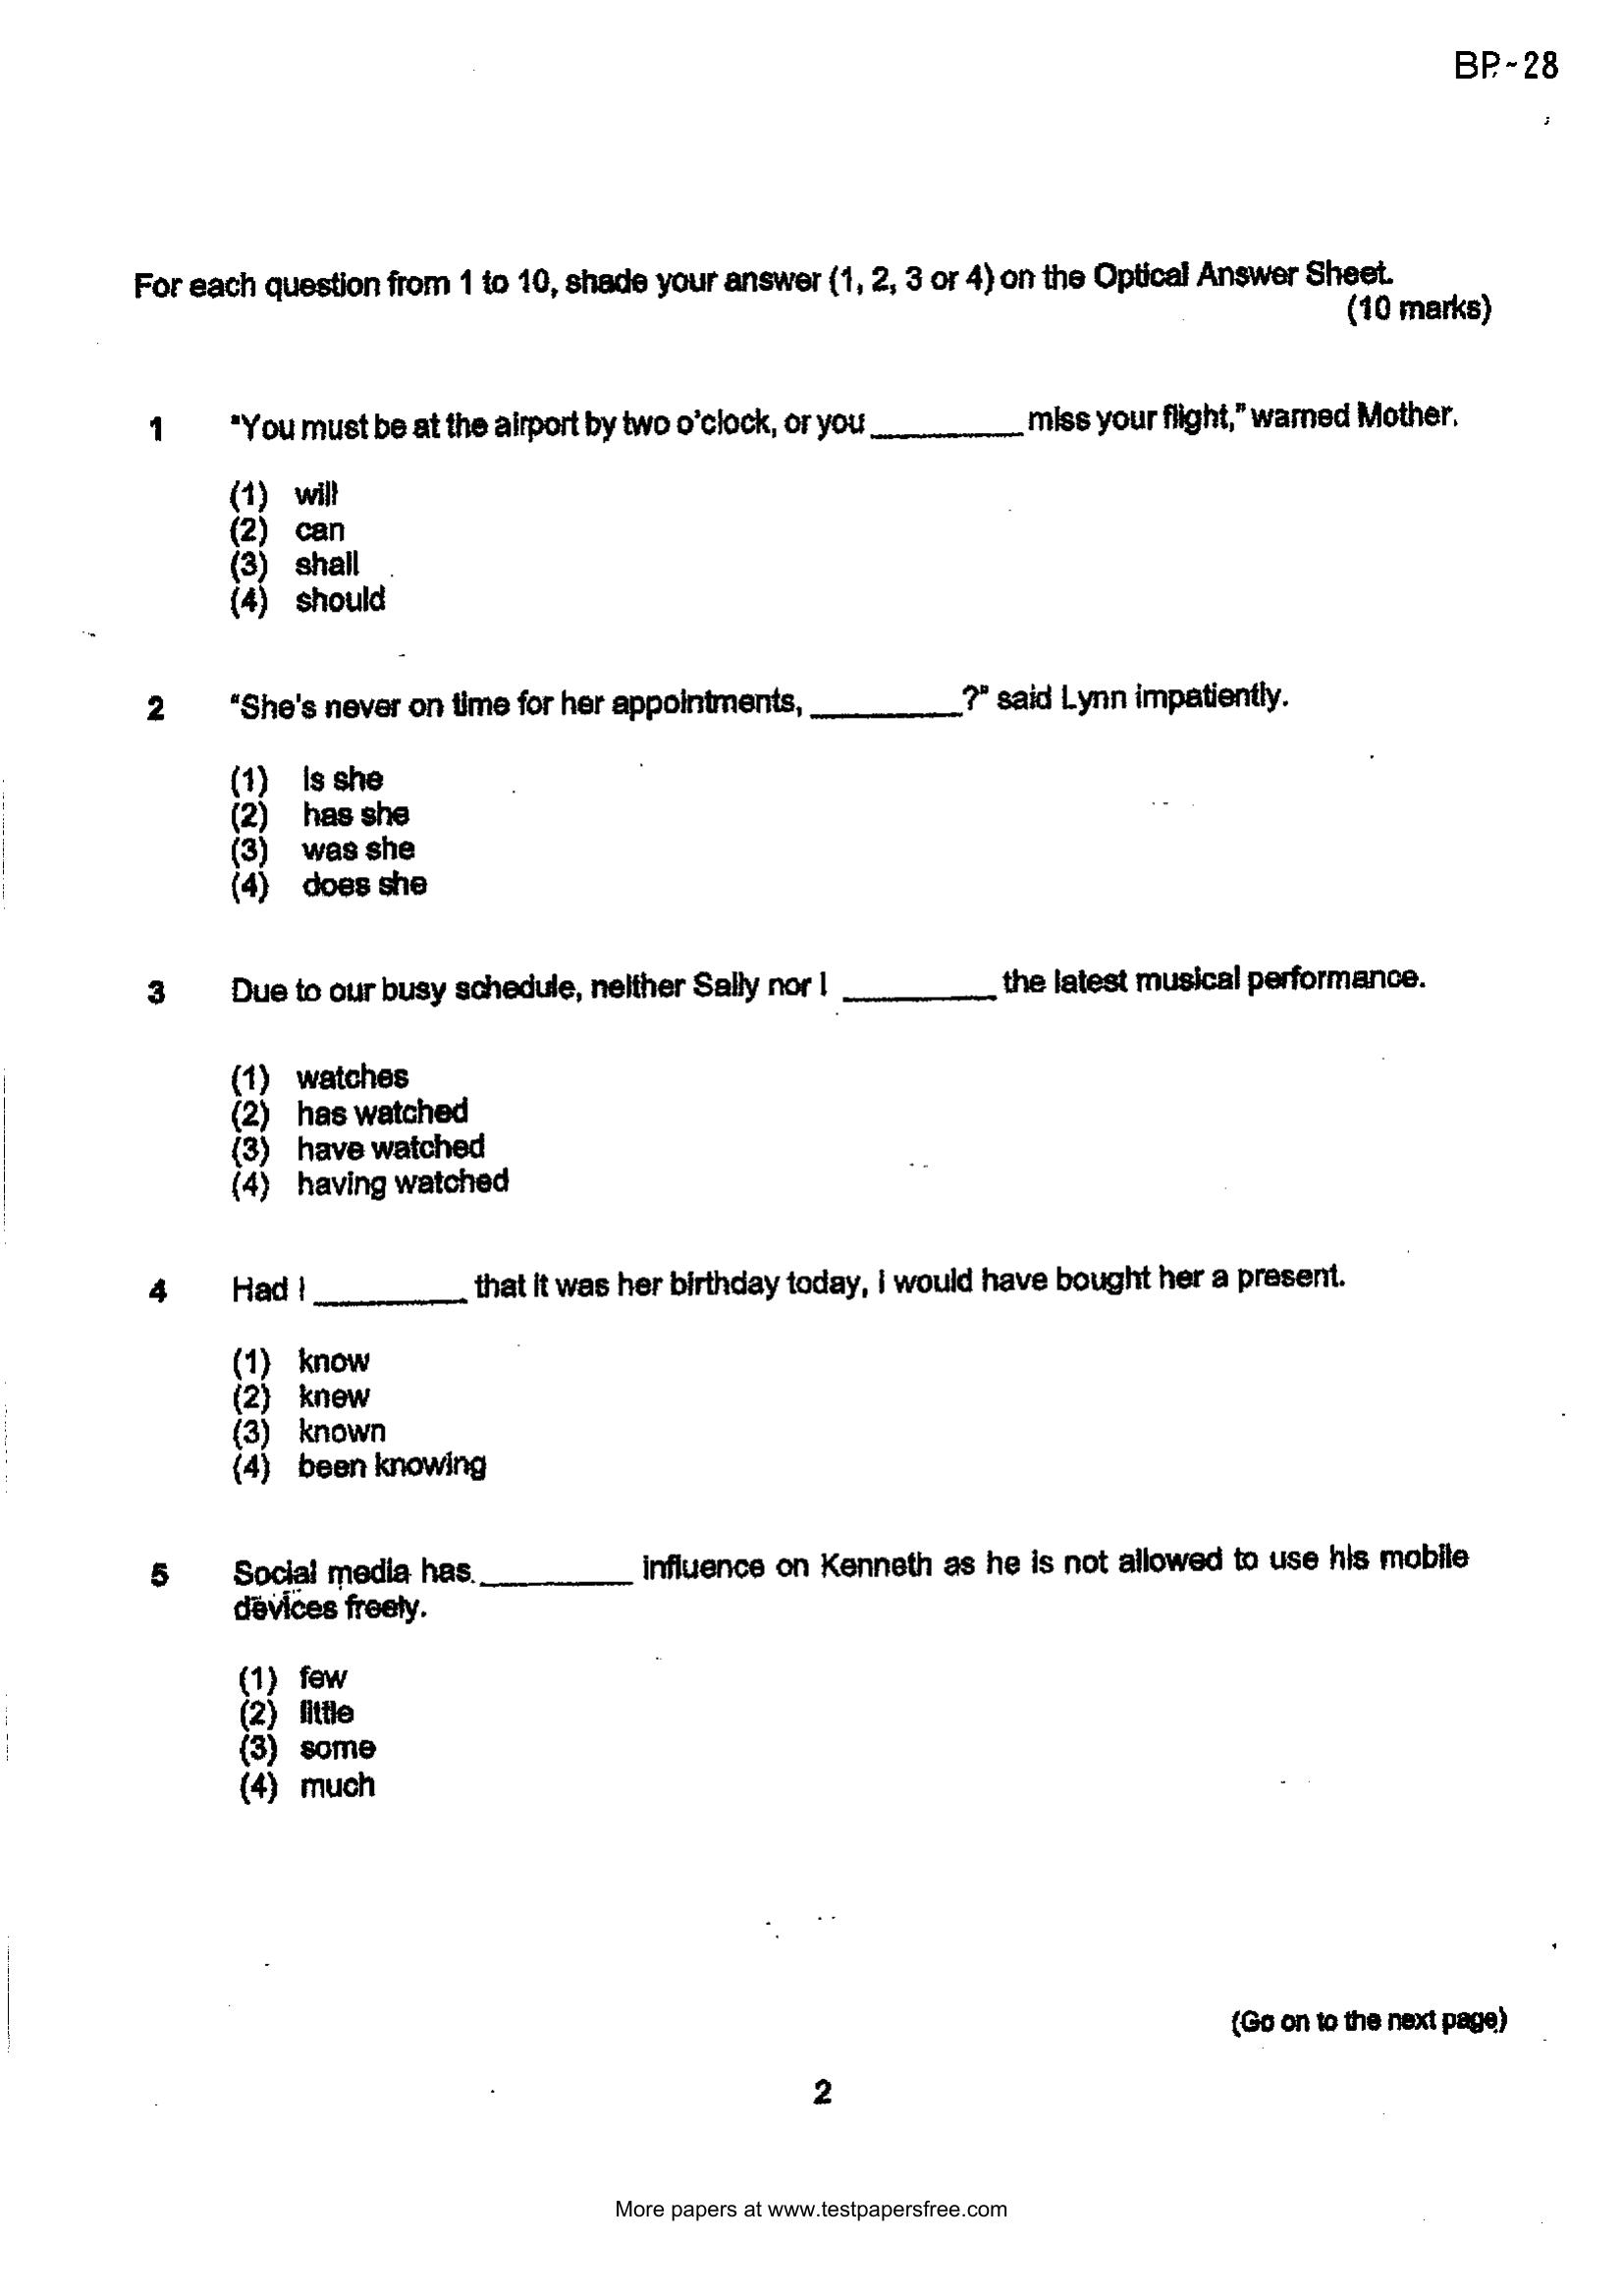 BP-28
For each question from 1 to 10, shade your answer (1, 2, 3 or 4) on the Optical Answer Sheet.
(10 marks)
1 "You must be at the airport by two o'clock, or you __________ miss your flight," warned Mother.
(1) will
(2) can
(3) shall
(4) should
2 "She's never on time for her appointments, __________?" said Lynn impatiently.
(1) is she
(2) has she
(3) was she
(4) does she
3 Due to our busy schedule, neither Sally nor I __________ the latest musical performance.
(1) watches
(2) has watched
(3) have watched
(4) having watched
4 Had I __________ that it was her birthday today, I would have bought her a present.
(1) know
(2) knew
(3) known
(4) been knowing
5 Social media has __________ influence on Kenneth as he is not allowed to use his mobile
devices freely.
(1) few
(2) little
(3) some
(4) much
(Go on to the next page)
2
More papers at www.testpapersfree.com